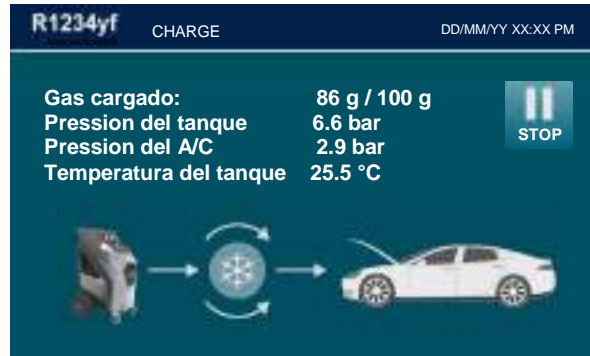 R1234yf CHARGE DD/MM/YY XX:XX PM
Gas cargado: 86 g / 100 g
Pression del tanque 6.6 bar
Pression del A/C 2.9 bar
STOP
Temperatura del tanque 25.5 °C